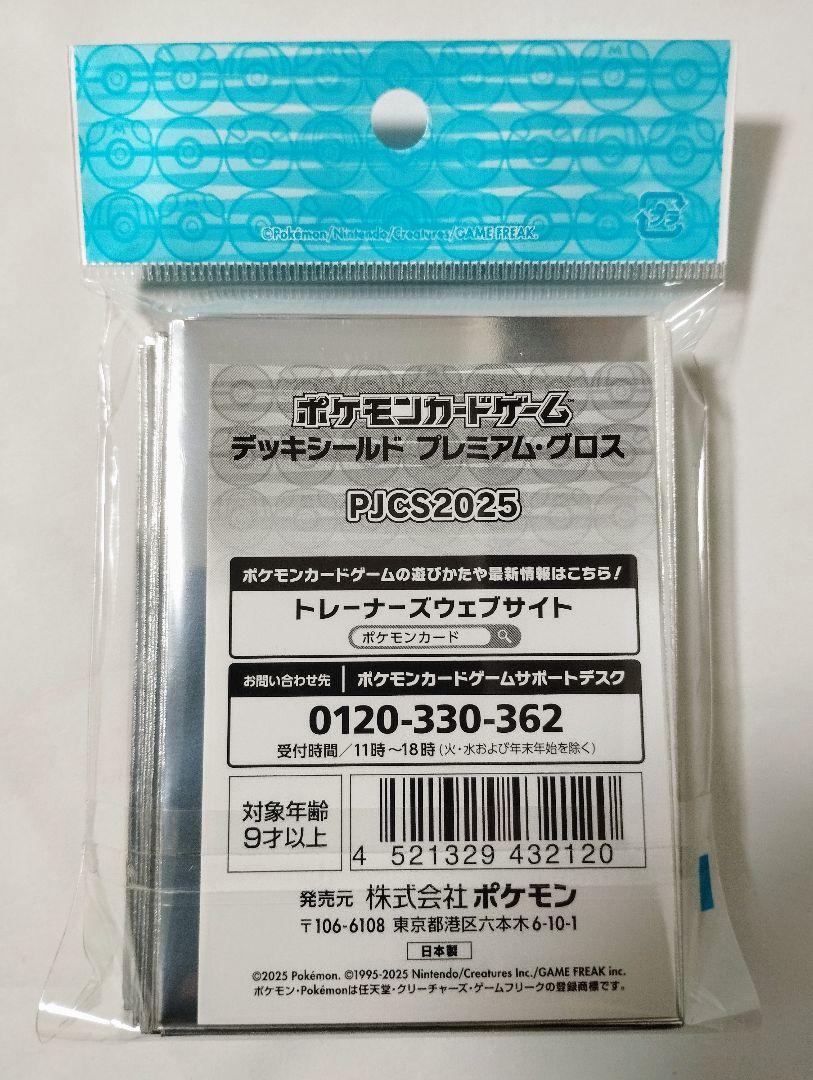 ©Pokémon/Nintendo/Creatures/GAME FREAK.
プラ
ポケモンカードゲーム™
デッキシールド プレミアム・グロス
PJCS2025
ポケモンカードゲームの遊びかたや最新情報はこちら!
トレーナーズウェブサイト
ポケモンカード
お問い合わせ先 ポケモンカードゲームサポートデスク
0120-330-362
受付時間/11時~18時(火・水および年末年始を除く)
対象年齢
9才以上
4 521329 432120
発売元 株式会社ポケモン
〒106-6108 東京都港区六本木6-10-1
日本製
©2025 Pokémon. ©1995-2025 Nintendo/Creatures Inc./GAME FREAK inc.
ポケモン・Pokémonは任天堂・クリーチャーズ・ゲームフリークの登録商標です。